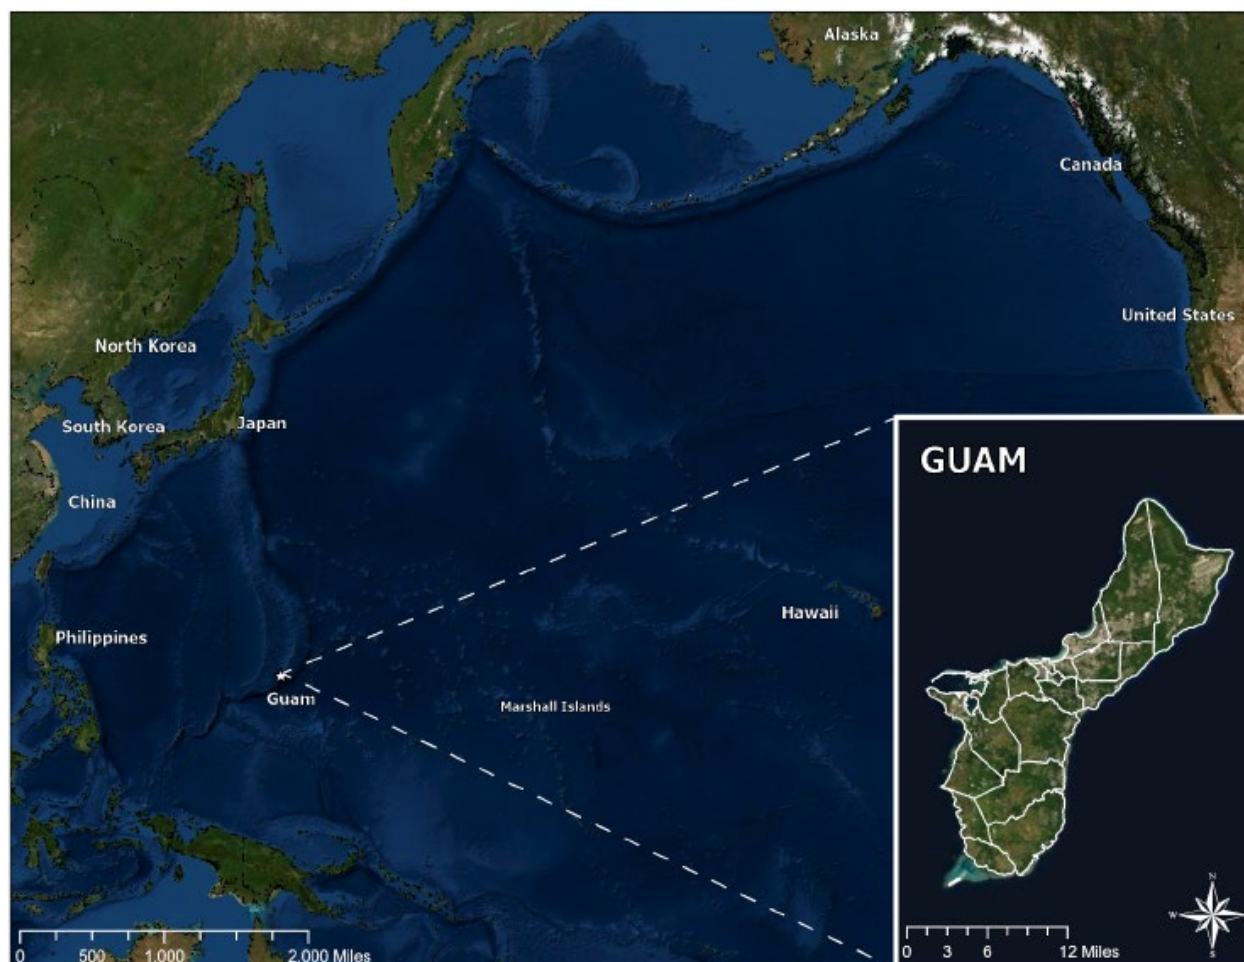 Alaska
Canada
United States
North Korea
South Korea
Japan
China
GUAM
Hawaii
Philippines
Guam
Marshall Islands
N
W
E
S
0 500 1,000 2,000 Miles
0 3 6 12 Miles